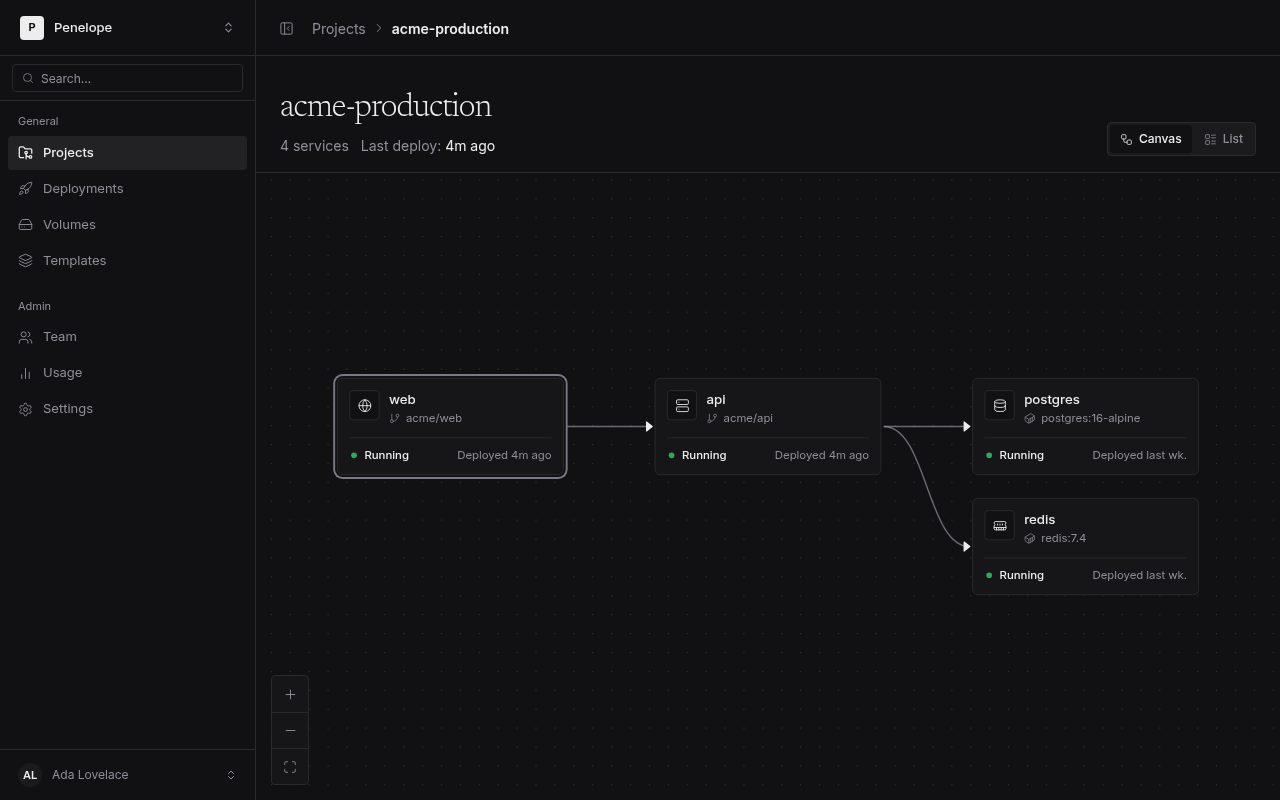 P
Penelope
Search...
General
Projects
Deployments
Volumes
Templates
Admin
Team
Usage
Settings
AL
Ada Lovelace
Projects
acme-production
acme-production
4 services Last deploy: 4m ago
Canvas
List
web
acme/web
Running
Deployed 4m ago
api
acme/api
Running
Deployed 4m ago
postgres
postgres:16-alpine
Running
Deployed last wk.
redis
redis:7.4
Running
Deployed last wk.